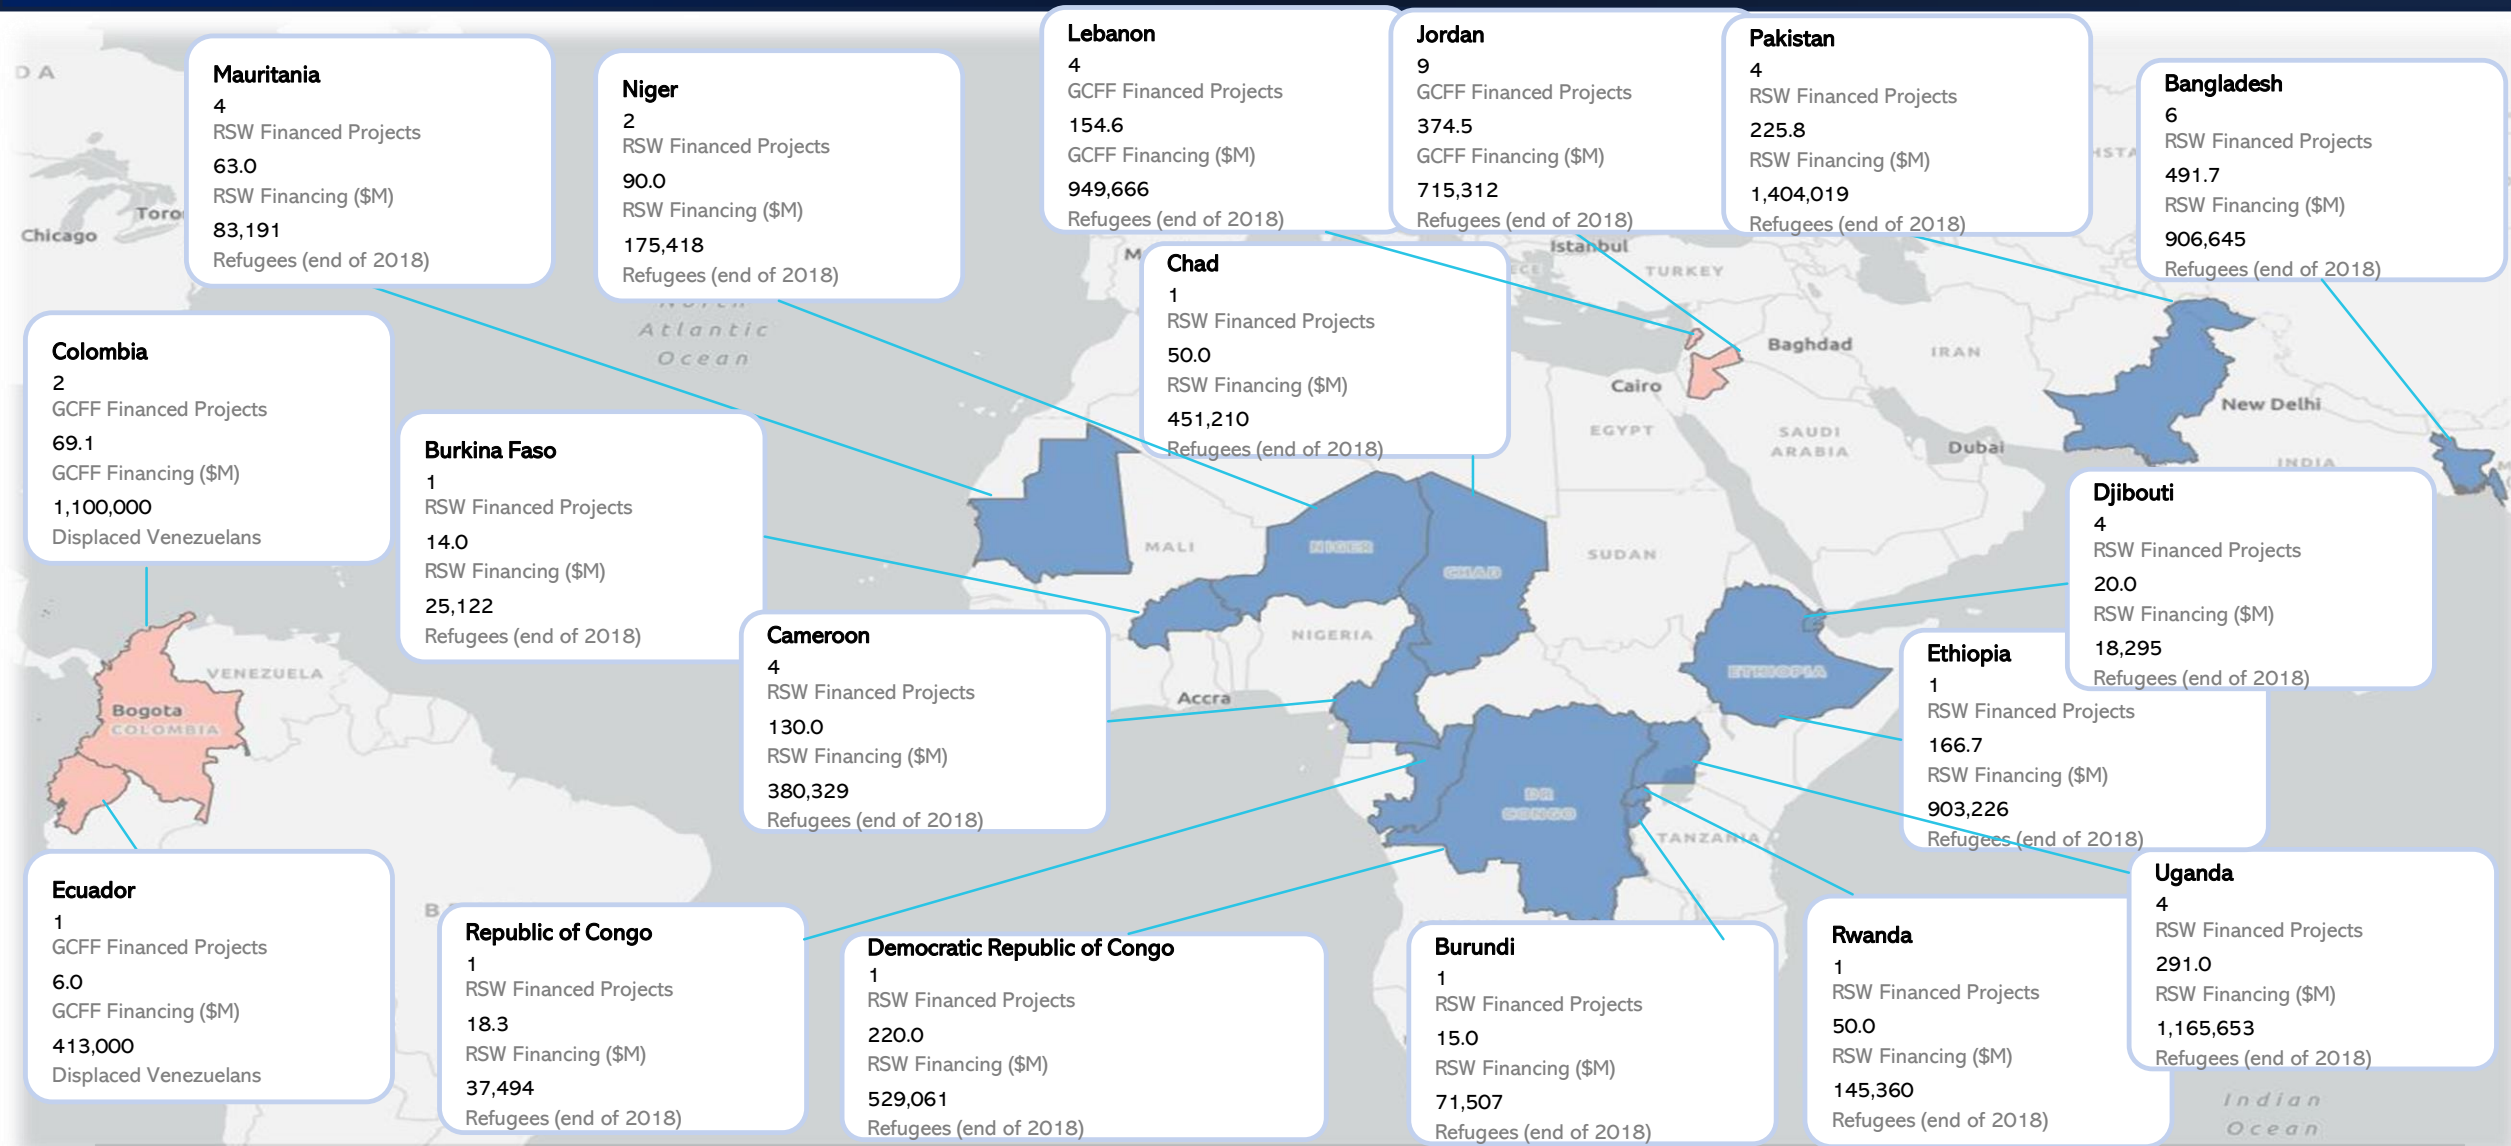 Mauritania
4
RSW Financed Projects
63.0
RSW Financing ($M)
83,191
Refugees (end of 2018)
Niger
2
RSW Financed Projects
90.0
RSW Financing ($M)
175,418
Refugees (end of 2018)
Lebanon
4
GCFF Financed Projects
154.6
GCFF Financing ($M)
949,666
Refugees (end of 2018)
Jordan
9
GCFF Financed Projects
374.5
GCFF Financing ($M)
715,312
Refugees (end of 2018)
Pakistan
4
RSW Financed Projects
225.8
RSW Financing ($M)
1,404,019
Refugees (end of 2018)
Bangladesh
6
RSW Financed Projects
491.7
RSW Financing ($M)
906,645
Refugees (end of 2018)
Chad
1
RSW Financed Projects
50.0
RSW Financing ($M)
451,210
Refugees (end of 2018)
Colombia
2
GCFF Financed Projects
69.1
GCFF Financing ($M)
1,100,000
Displaced Venezuelans
Burkina Faso
1
RSW Financed Projects
14.0
RSW Financing ($M)
25,122
Refugees (end of 2018)
Cameroon
4
RSW Financed Projects
130.0
RSW Financing ($M)
380,329
Refugees (end of 2018)
Djibouti
4
RSW Financed Projects
20.0
RSW Financing ($M)
18,295
Refugees (end of 2018)
Ethiopia
1
RSW Financed Projects
166.7
RSW Financing ($M)
903,226
Refugees (end of 2018)
Ecuador
1
GCFF Financed Projects
6.0
GCFF Financing ($M)
413,000
Displaced Venezuelans
Republic of Congo
1
RSW Financed Projects
18.3
RSW Financing ($M)
37,494
Refugees (end of 2018)
Democratic Republic of Congo
1
RSW Financed Projects
220.0
RSW Financing ($M)
529,061
Refugees (end of 2018)
Burundi
1
RSW Financed Projects
15.0
RSW Financing ($M)
71,507
Refugees (end of 2018)
Rwanda
1
RSW Financed Projects
50.0
RSW Financing ($M)
145,360
Refugees (end of 2018)
Uganda
4
RSW Financed Projects
291.0
RSW Financing ($M)
1,165,653
Refugees (end of 2018)
Chicago
North
Atlantic
Ocean
Istanbul
TURKEY
Baghdad
IRAN
Cairo
EGYPT
SAUDI
ARABIA
Dubai
New Delhi
INDIA
MALI
NIGER
CHAD
SUDAN
NIGERIA
Accra
ETHIOPIA
DR
CONGO
TANZANIA
VENEZUELA
Bogota
COLOMBIA
Indian
Ocean